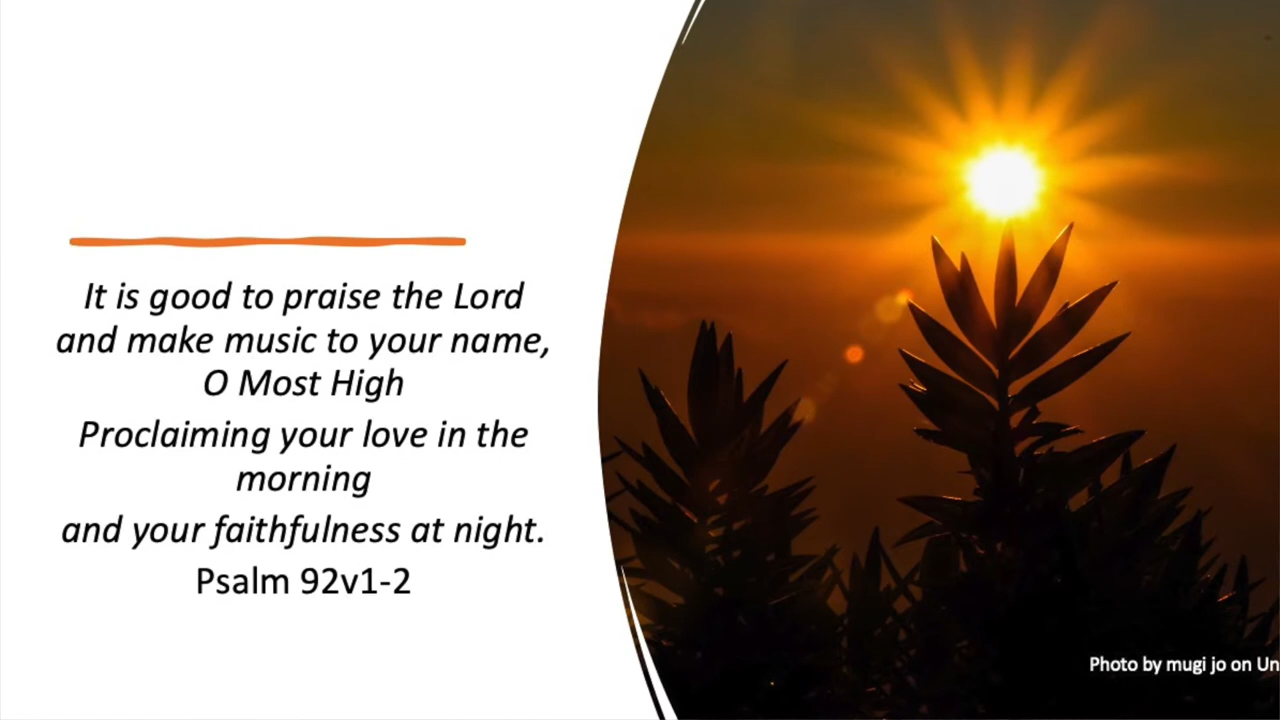 It is good to praise the Lord
and make music to your name,
O Most High
Proclaiming your love in the
morning
and your faithfulness at night.
Psalm 92v1-2
Photo by mugi jo on Un